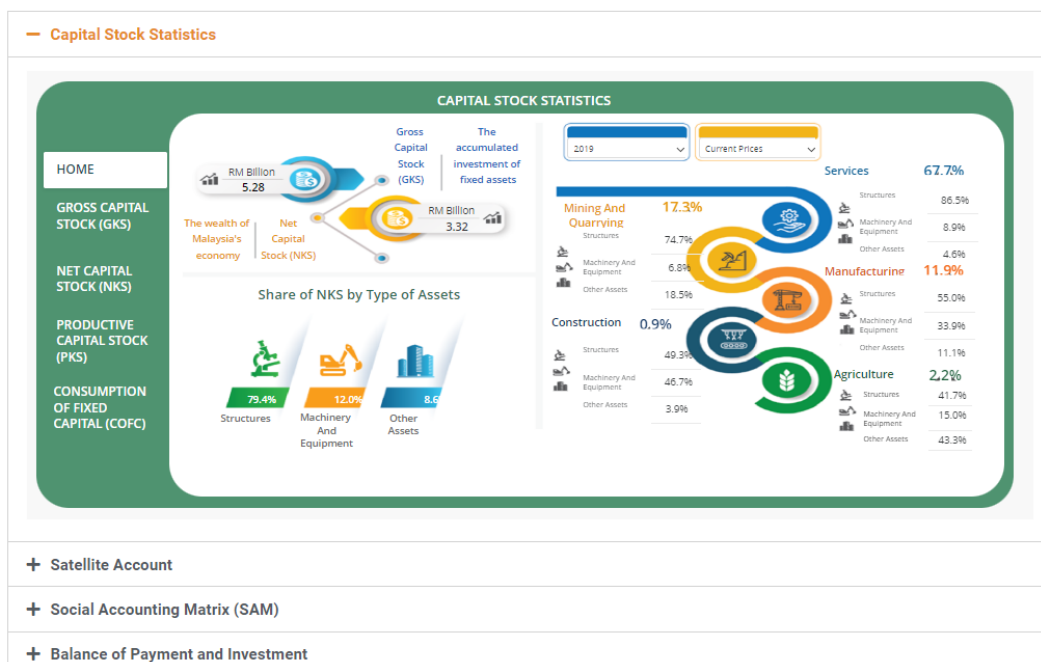 Capital Stock Statistics
CAPITAL STOCK STATISTICS
HOME
GROSS CAPITAL
STOCK (GKS)
NET CAPITAL
STOCK (NKS)
PRODUCTIVE
CAPITAL STOCK
(PKS)
CONSUMPTION
OF FIXED
CAPITAL (COFC)
RM Billion
5.28
Gross
Capital
Stock
(GKS)
The
accumulated
investment of
fixed assets
The wealth of
Malaysia's
economy
Net
Capital
Stock (NKS)
RM Billion
3.32
Share of NKS by Type of Assets
79.4%
Structures
12.0%
Machinery
And
Equipment
8.6
Other
Assets
2019
Current Prices
Services 67.7%
Structures 86.5%
Machinery And
Equipment 8.9%
Other Assets 4.6%
Mining And
Quarrying 17.3%
Structures 74.7%
Machinery And
Equipment 6.8%
Other Assets 18.5%
Manufacturing 11.9%
Structures 55.0%
Machinery And
Equipment 33.9%
Other Assets 11.1%
Construction 0.9%
Structures 49.3%
Machinery And
Equipment 46.7%
Other Assets 3.9%
Agriculture 2.2%
Structures 41.7%
Machinery And
Equipment 15.0%
Other Assets 43.3%
Satellite Account
Social Accounting Matrix (SAM)
Balance of Payment and Investment